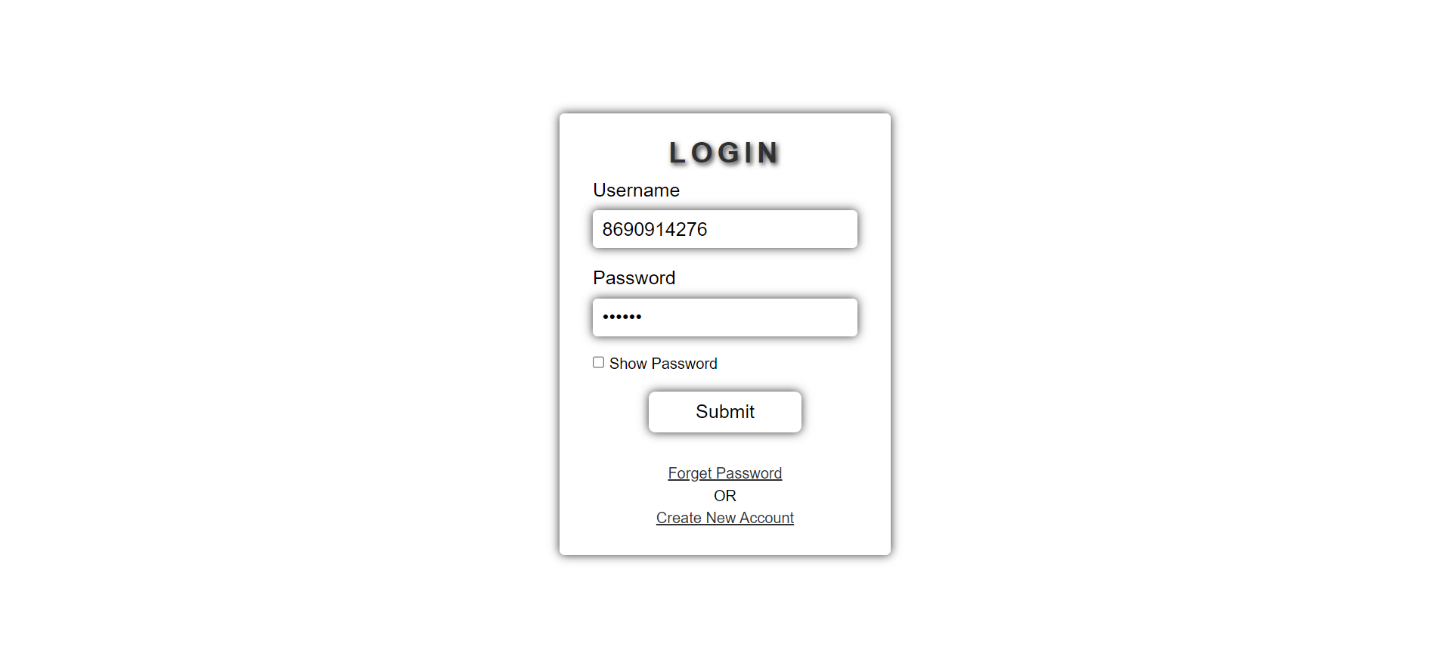 LOGIN
Username
8690914276
Password
••••••
Show Password
Submit
Forget Password
OR
Create New Account